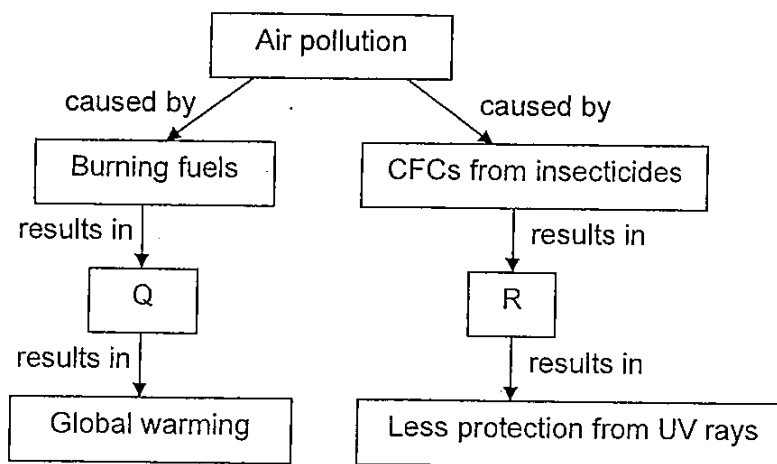 Air pollution
caused by
caused by
Burning fuels
CFCs from insecticides
results in
results in
Q
R
results in
results in
Global warming
Less protection from UV rays